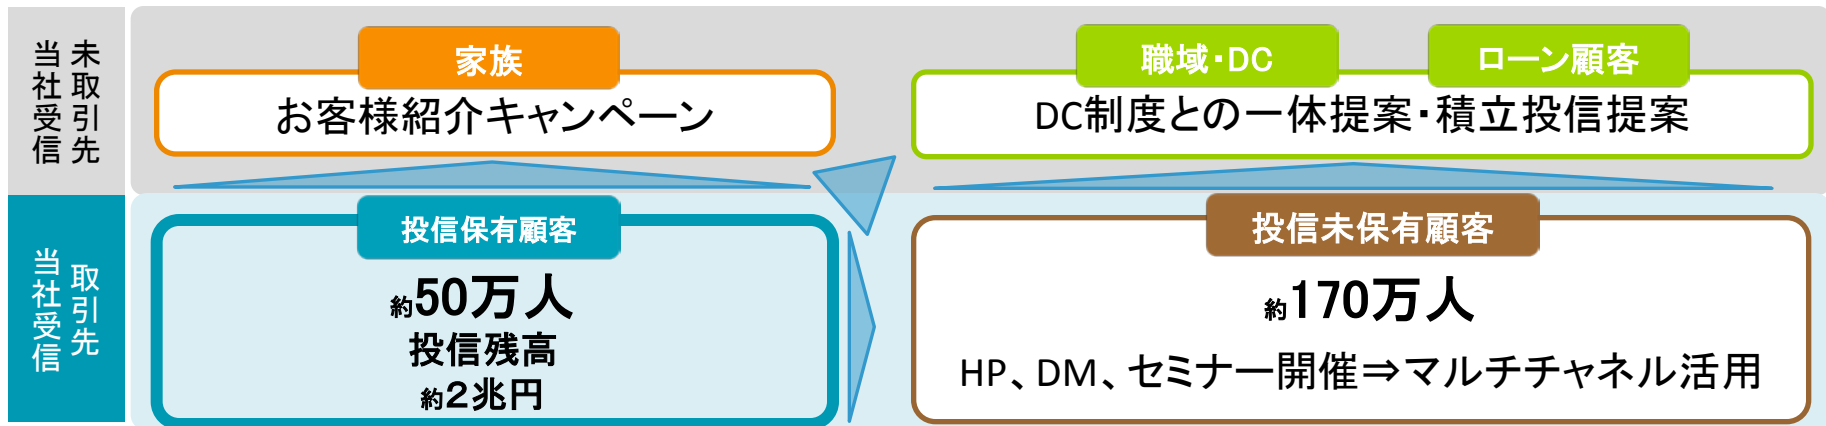 当社受信
未取引先
家族
お客様紹介キャンペーン
職域・DC
ローン顧客
DC制度との一体提案・積立投信提案
当社受信
取引先
投信保有顧客
約50万人
投信残高
約2兆円
投信未保有顧客
約170万人
HP、DM、セミナー開催⇒マルチチャネル活用